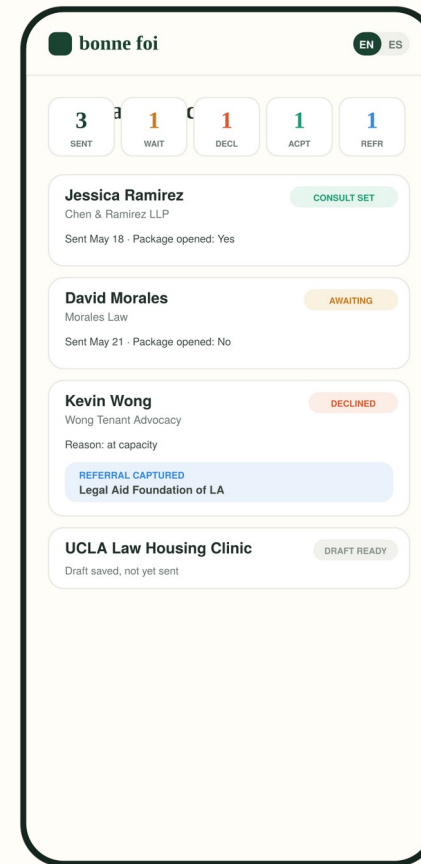 bonne foi
EN ES
3 1 1 1 1
SENT WAIT DECL ACPT REFR
Jessica Ramirez
CONSULT SET
Chen & Ramirez LLP
Sent May 18 · Package opened: Yes
David Morales
AWAITING
Morales Law
Sent May 21 · Package opened: No
Kevin Wong
DECLINED
Wong Tenant Advocacy
Reason: at capacity
REFERRAL CAPTURED
Legal Aid Foundation of LA
UCLA Law Housing Clinic
DRAFT READY
Draft saved, not yet sent